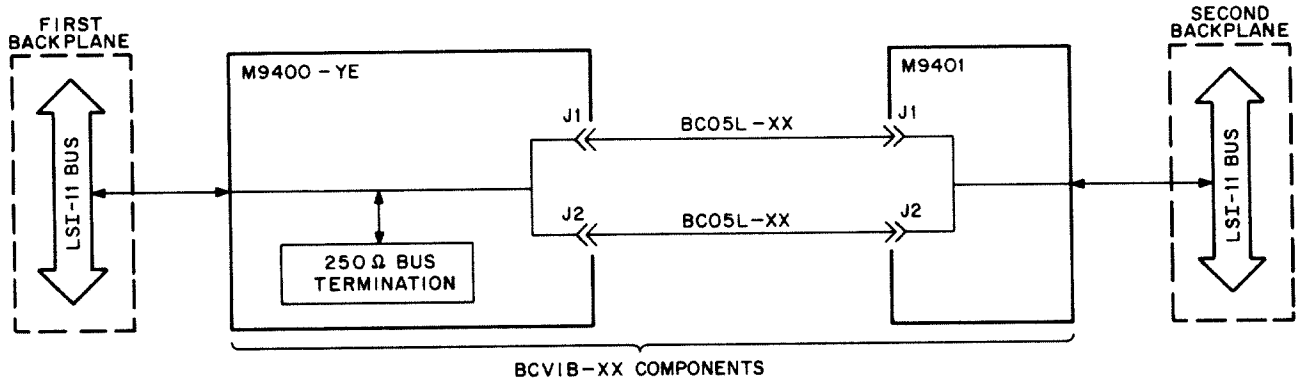 FIRST
BACKPLANE
SECOND
BACKPLANE
M9400-YE
M9401
J1
BC05L-XX
J1
LSI-11 BUS
LSI-11 BUS
J2
BC05L-XX
J2
250 Ω BUS
TERMINATION
BCV1B-XX COMPONENTS